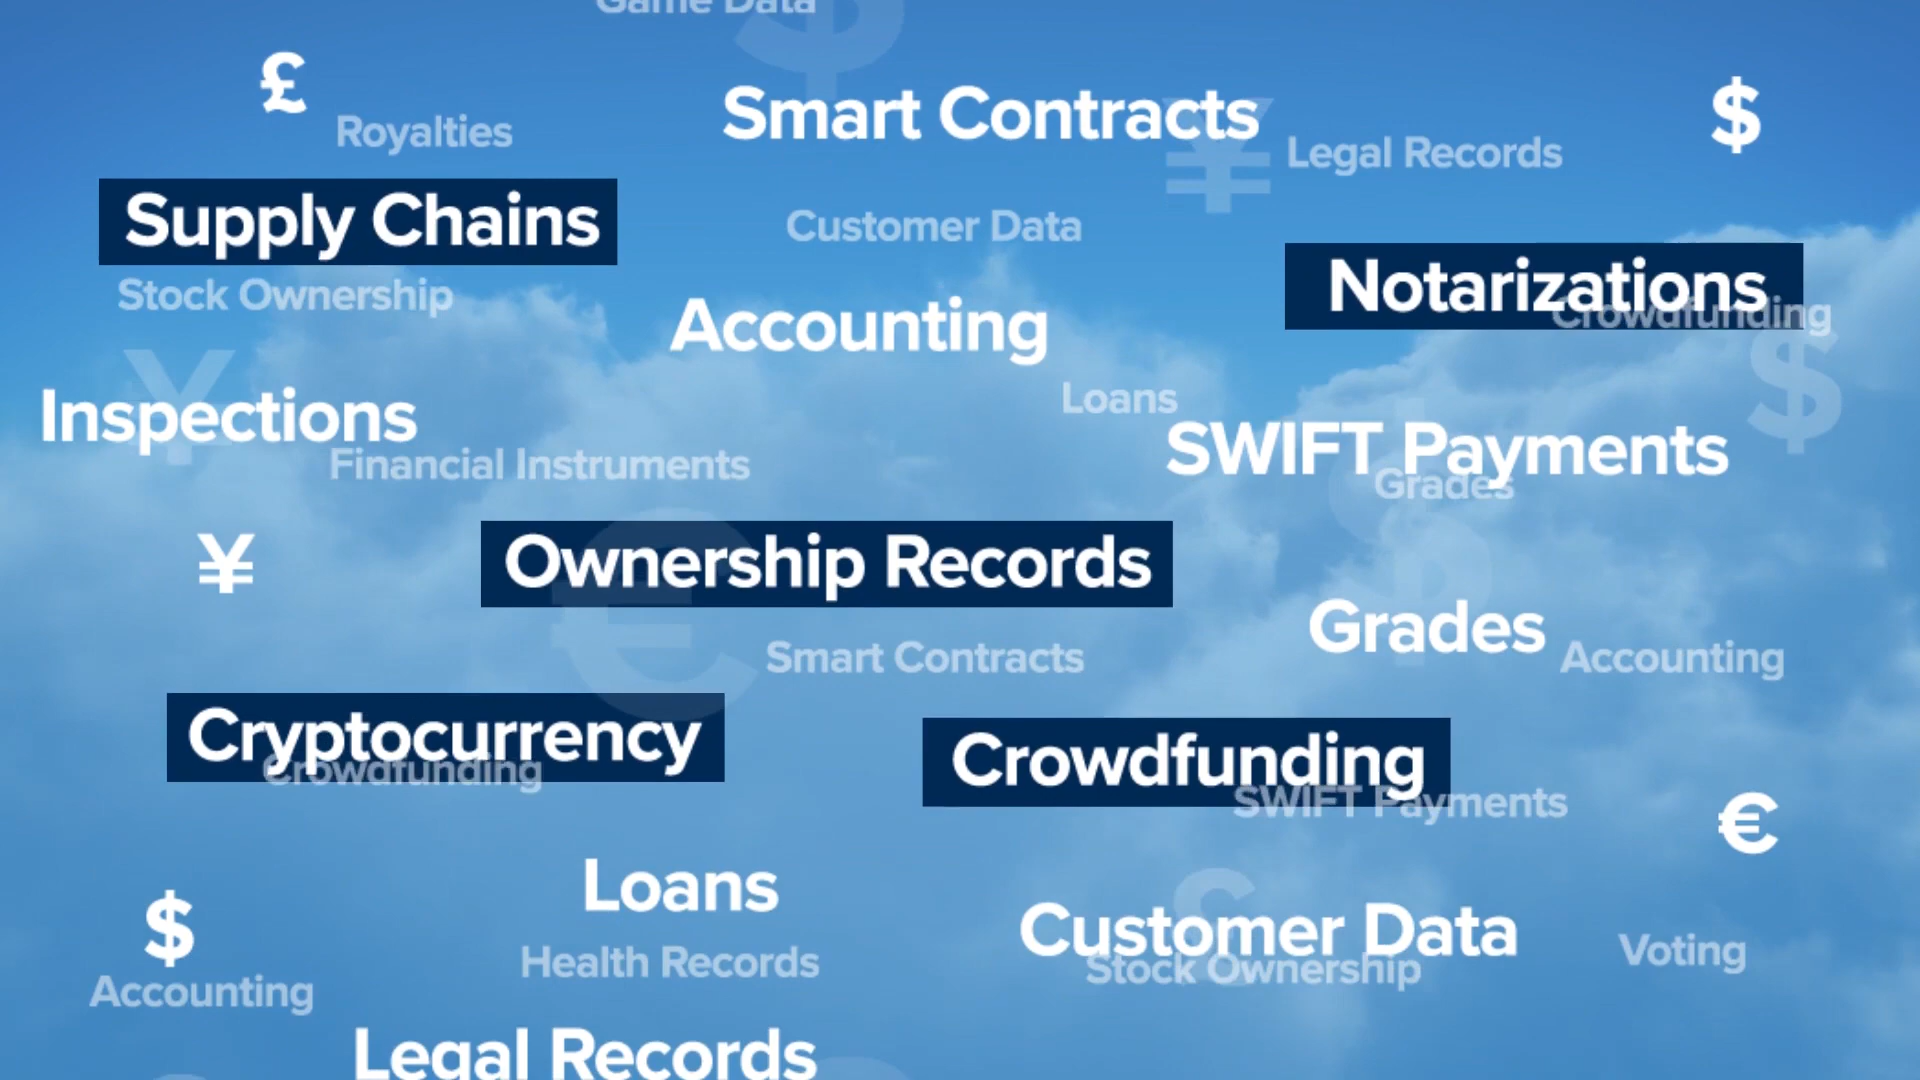 Game Data
£
$
Smart Contracts
$
Royalties
¥
Legal Records
Supply Chains
Customer Data
Notarizations
Stock Ownership
Crowdfunding
Accounting
¥
$
Inspections
Loans
SWIFT Payments
Financial Instruments
Grades
$
¥
Ownership Records
€
Grades
Smart Contracts
Accounting
Cryptocurrency
Crowdfunding
Crowdfunding
SWIFT Payments
€
Loans
$
Customer Data
Health Records
Stock Ownership
Voting
Accounting
Legal Records